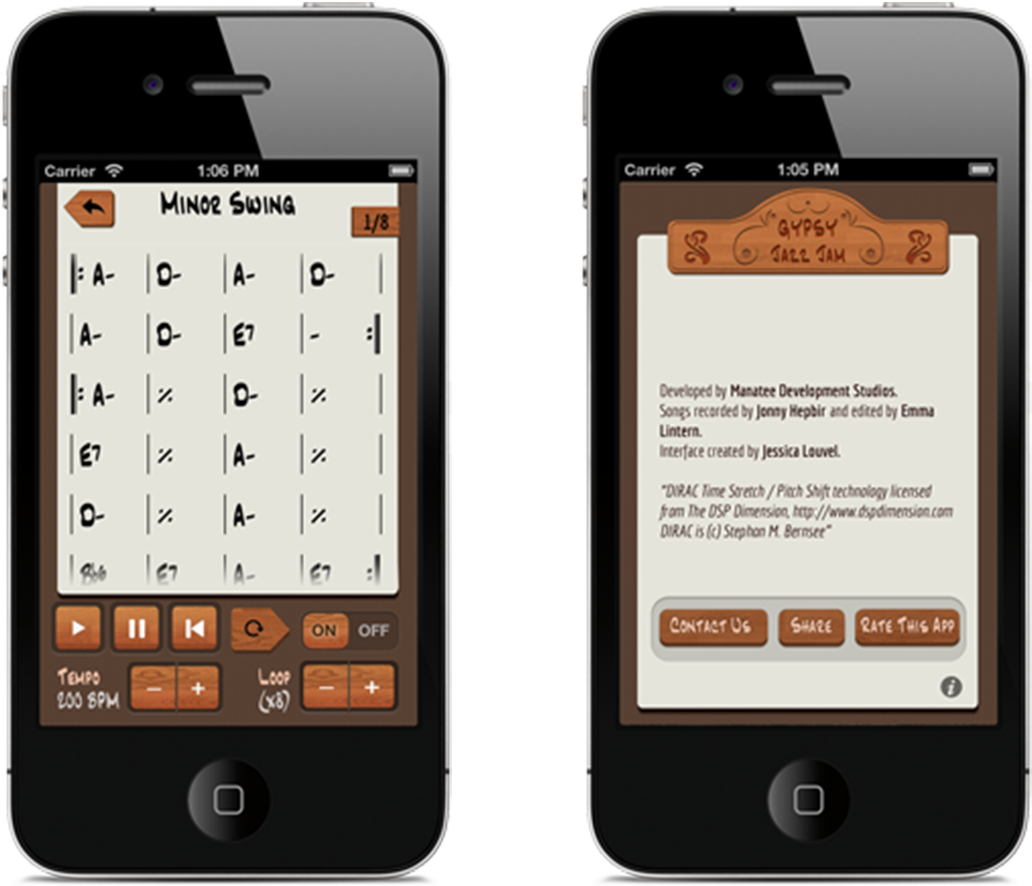 Carrier 1:06 PM
Minor Swing
1/8
A- D- A- D-
A- D- E7 -
A- % D- %
E7 % A- %
D- % A- %
Bb6 E7 A- E7
ON OFF
Tempo
200 BPM
Loop
(x8)
- +
- +
Carrier 1:05 PM
GYPSY
JAZZ JAM
Developed by Manatee Development Studios.
Songs recorded by Jonny Hepbir and edited by Emma
Lintern.
Interface created by Jessica Louvel.
"DIRAC Time Stretch / Pitch Shift technology licensed
from The DSP Dimension, http://www.dspdimension.com
DIRAC is (c) Stephan M. Bernsee"
Contact Us Share Rate This App
i